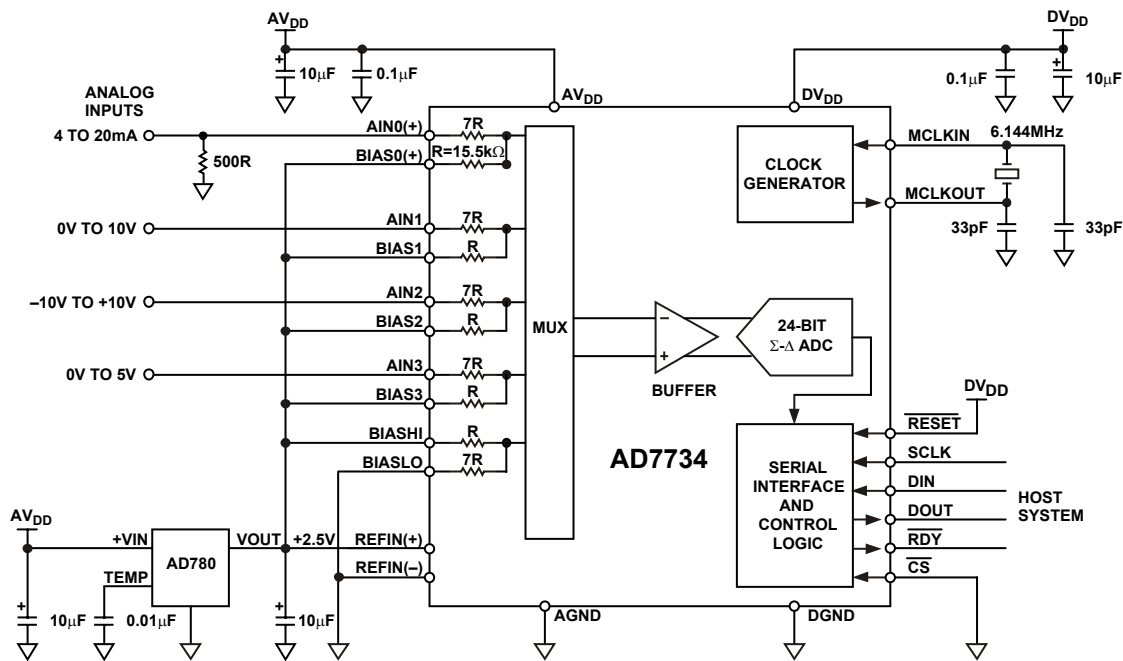 AVDD
DVDD
10μF
0.1μF
0.1μF
10μF
ANALOG
INPUTS
AVDD
DVDD
4 TO 20mA
AIN0(+)
7R
MCLKIN
6.144MHz
500R
BIAS0(+)
R=15.5kΩ
CLOCK
GENERATOR
MCLKOUT
0V TO 10V
AIN1
7R
33pF
33pF
BIAS1
R
–10V TO +10V
AIN2
7R
MUX
24-BIT
Σ-Δ ADC
BIAS2
R
–
+
0V TO 5V
AIN3
7R
BUFFER
BIAS3
R
DVDD
BIASHI
R
RESET
BIASLO
7R
AD7734
SERIAL
INTERFACE
AND
CONTROL
LOGIC
SCLK
DIN
HOST
SYSTEM
DOUT
RDY
CS
AVDD
+VIN
AD780
VOUT
+2.5V
REFIN(+)
TEMP
REFIN(–)
+
10μF
0.01μF
+
10μF
AGND
DGND